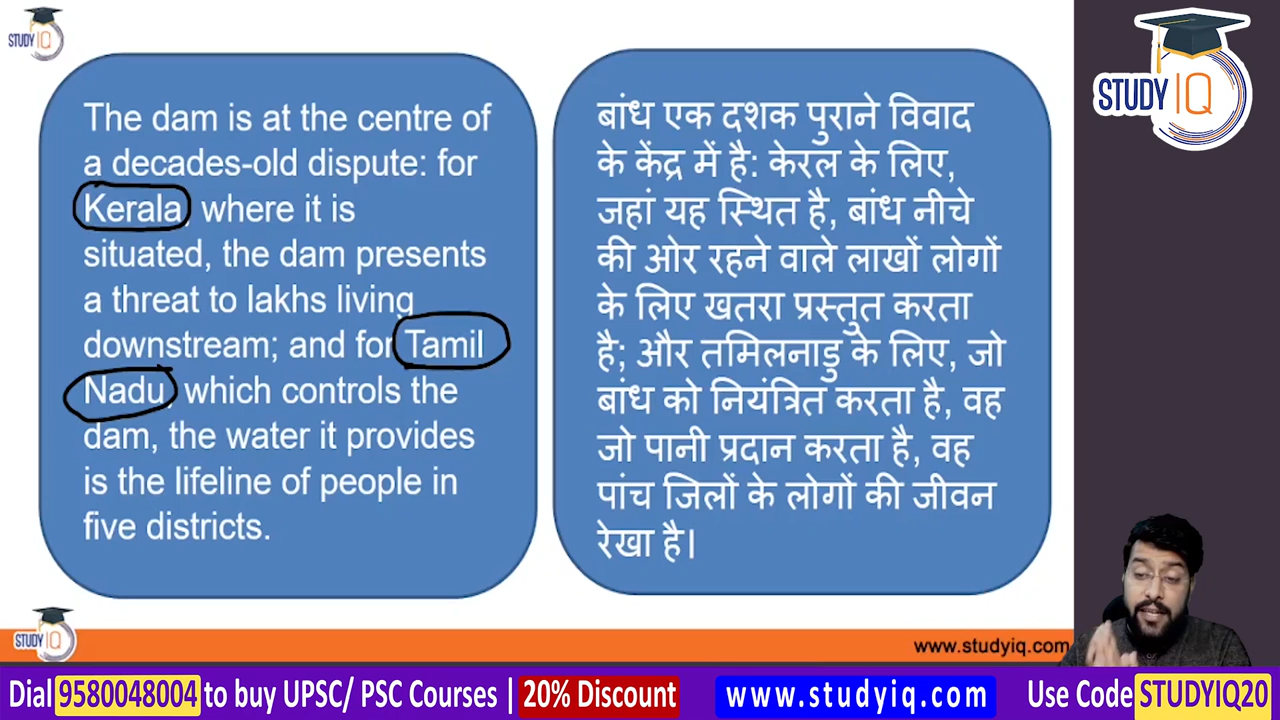 STUDY IQ
STUDY IQ
The dam is at the centre of
a decades-old dispute: for
Kerala, where it is
situated, the dam presents
a threat to lakhs living
downstream; and for Tamil
Nadu, which controls the
dam, the water it provides
is the lifeline of people in
five districts.
बांध एक दशक पुराने विवाद
के केंद्र में है: केरल के लिए,
जहां यह स्थित है, बांध नीचे
की ओर रहने वाले लाखों लोगों
के लिए खतरा प्रस्तुत करता
है; और तमिलनाडु के लिए, जो
बांध को नियंत्रित करता है, वह
जो पानी प्रदान करता है, वह
पांच जिलों के लोगों की जीवन
रेखा है।
STUDY IQ
www.studyiq.com
Dial 9580048004 to buy UPSC/ PSC Courses | 20% Discount www.studyiq.com Use Code STUDYIQ20